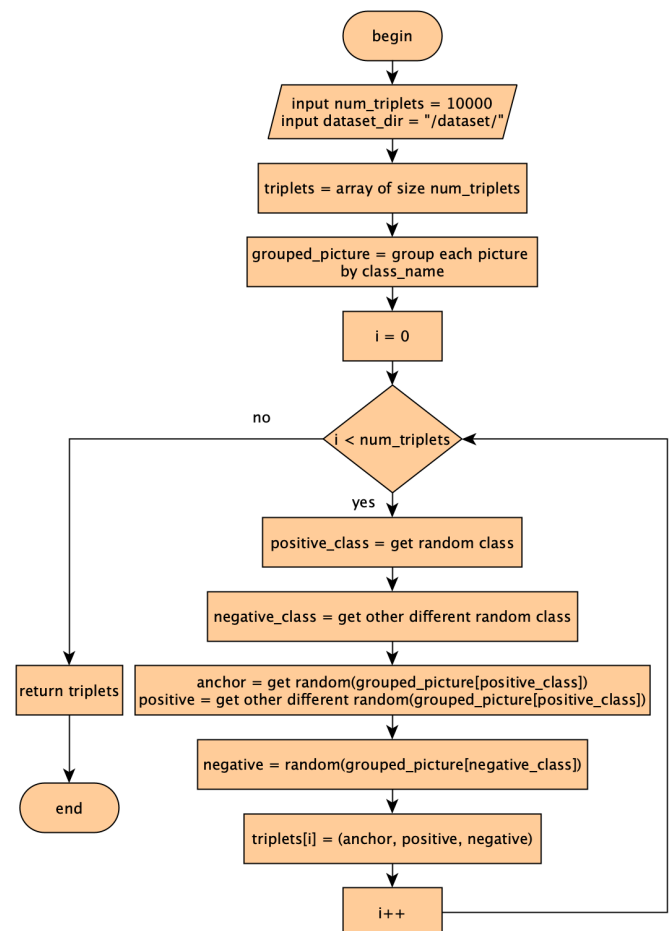 begin
input num_triplets = 10000
input dataset_dir = "/dataset/"
triplets = array of size num_triplets
grouped_picture = group each picture
by class_name
i = 0
i < num_triplets
no
yes
positive_class = get random class
negative_class = get other different random class
anchor = get random(grouped_picture[positive_class])
positive = get other different random(grouped_picture[positive_class])
return triplets
negative = random(grouped_picture[negative_class])
end
triplets[i] = (anchor, positive, negative)
i++